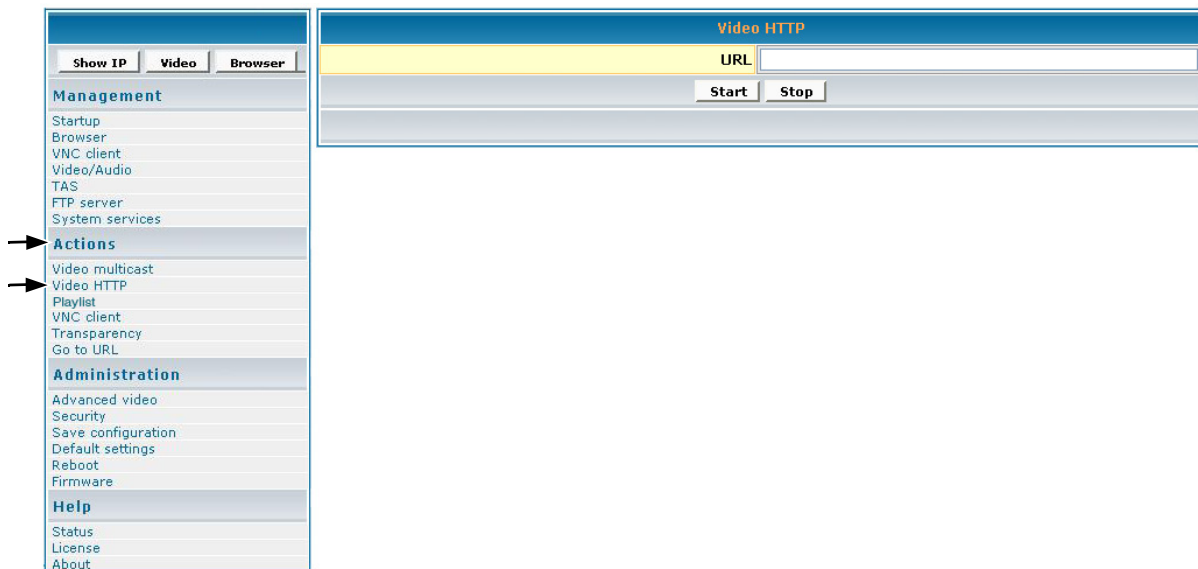 Show IP Video Browser
Management
Startup
Browser
VNC client
Video/Audio
TAS
FTP server
System services
Actions
Video multicast
Video HTTP
Playlist
VNC client
Transparency
Go to URL
Administration
Advanced video
Security
Save configuration
Default settings
Reboot
Firmware
Help
Status
License
About
Video HTTP
URL
Start Stop